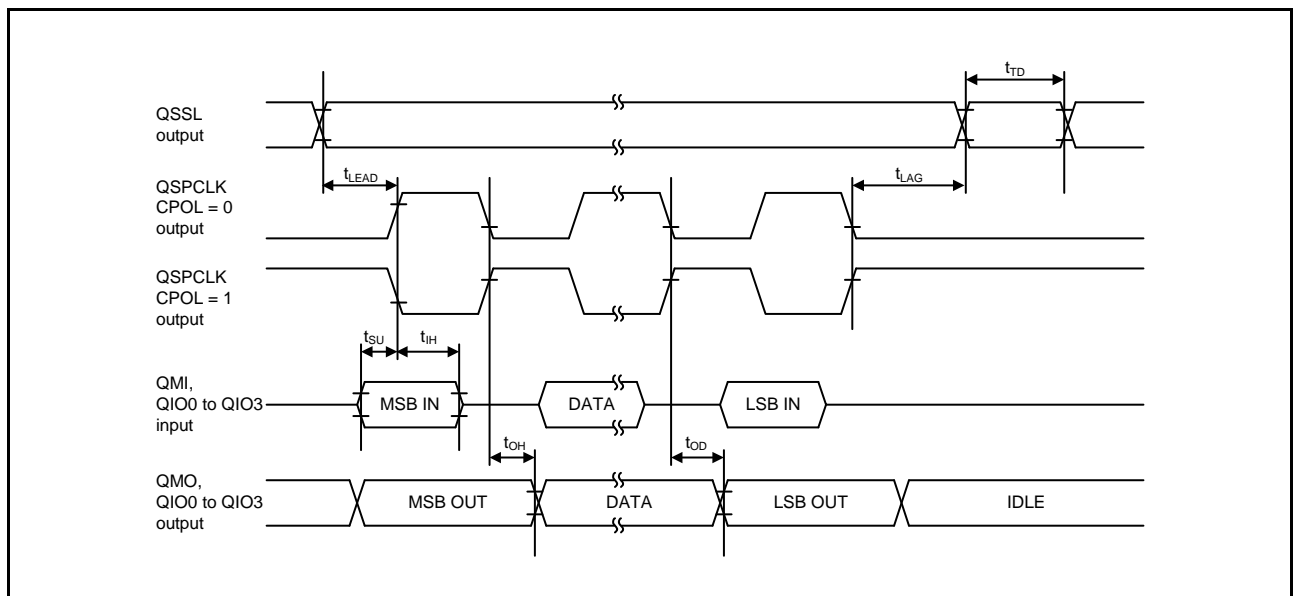 tTD
QSSL
output
tLEAD
tLAG
QSPCLK
CPOL = 0
output
QSPCLK
CPOL = 1
output
tSU
tIH
QMI,
QIO0 to QIO3
input
MSB IN
DATA
LSB IN
tOH
tOD
QMO,
QIO0 to QIO3
output
MSB OUT
DATA
LSB OUT
IDLE